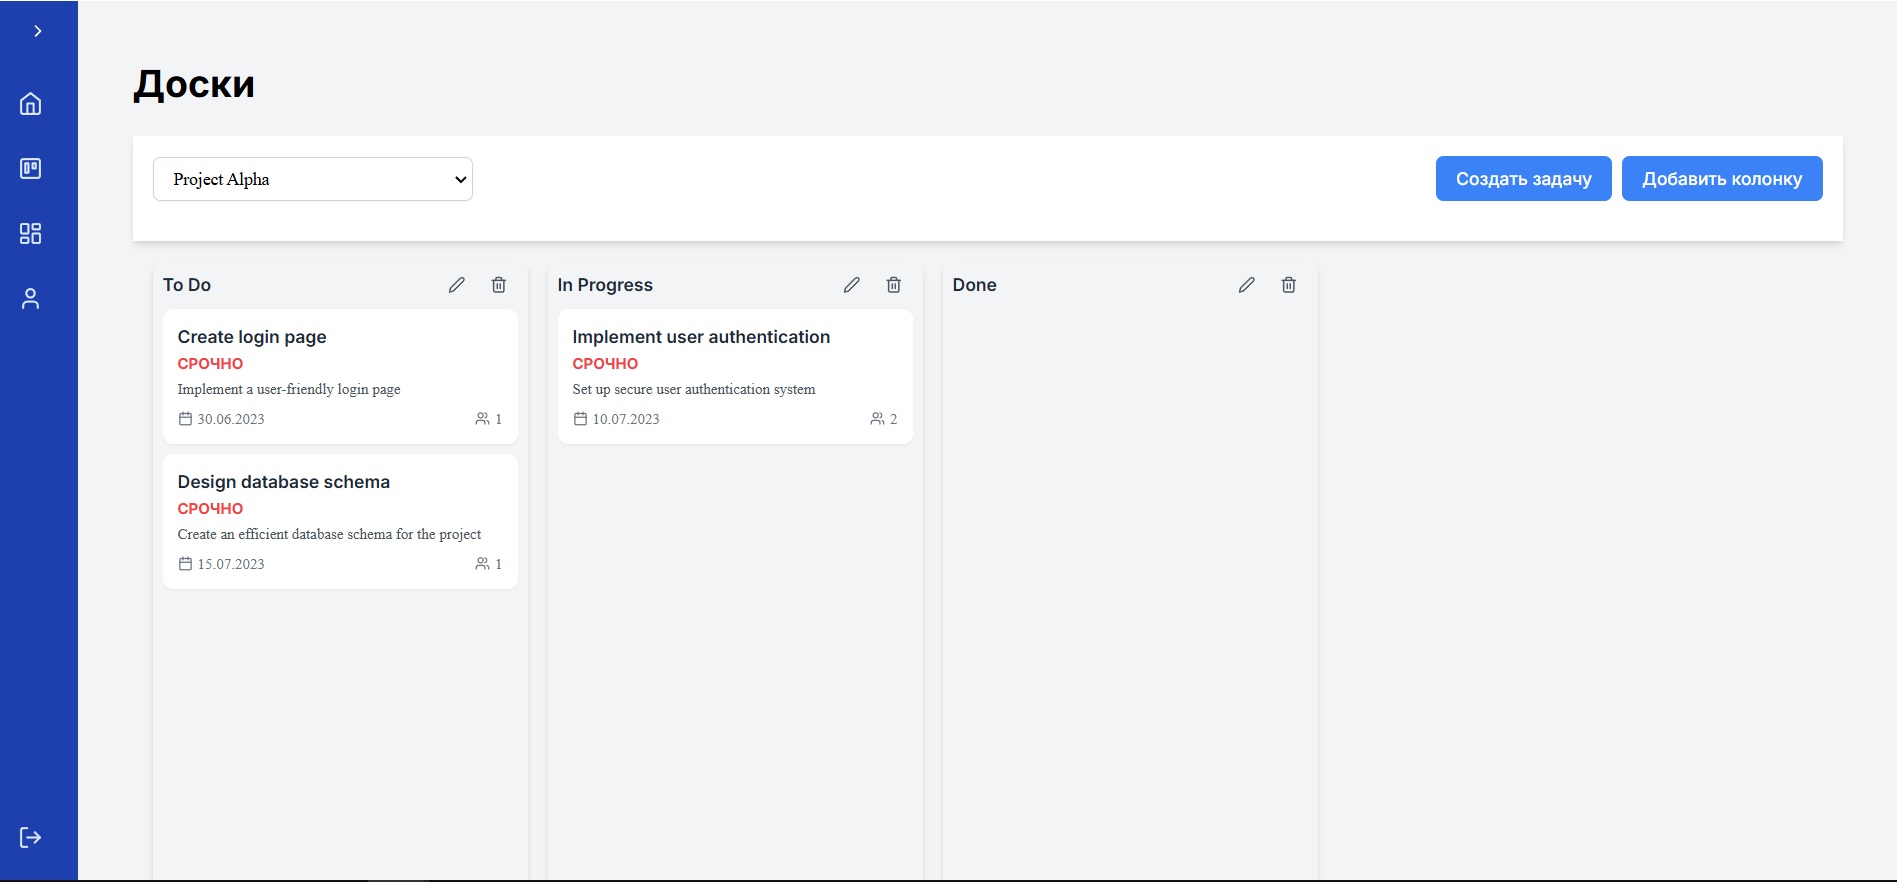 Доски
Project Alpha
Создать задачу
Добавить колонку
To Do
Create login page
СРОЧНО
Implement a user-friendly login page
30.06.2023
1
Design database schema
СРОЧНО
Create an efficient database schema for the project
15.07.2023
1
In Progress
Implement user authentication
СРОЧНО
Set up secure user authentication system
10.07.2023
2
Done